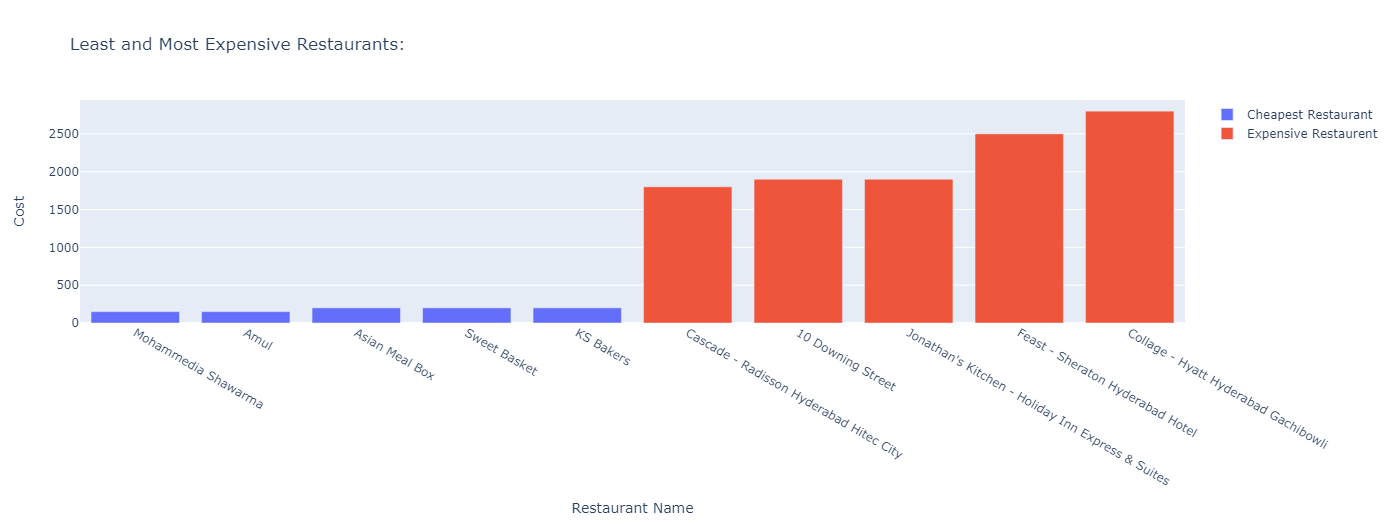 Least and Most Expensive Restaurants:
Cheapest Restaurant
Expensive Restaurent
Cost
2500
2000
1500
1000
500
0
Mohammedia Shawarma
Amul
Asian Meal Box
Sweet Basket
KS Bakers
Cascade - Radisson Hyderabad Hitec City
10 Downing Street
Jonathan's Kitchen - Holiday Inn Express & Suites
Feast - Sheraton Hyderabad Hotel
Collage - Hyatt Hyderabad Gachibowli
Restaurant Name